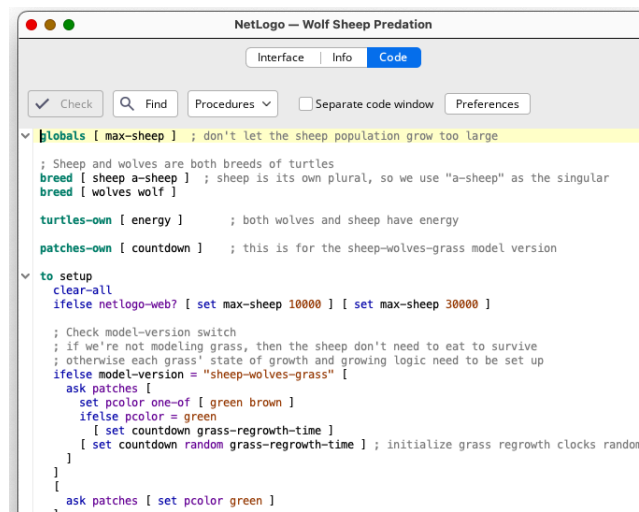 NetLogo — Wolf Sheep Predation
Interface Info Code
Check Find Procedures Separate code window Preferences
globals [ max-sheep ]  ; don't let the sheep population grow too large
; Sheep and wolves are both breeds of turtles
breed [ sheep a-sheep ]  ; sheep is its own plural, so we use "a-sheep" as the singular
breed [ wolves wolf ]
turtles-own [ energy ]       ; both wolves and sheep have energy
patches-own [ countdown ]    ; this is for the sheep-wolves-grass model version
to setup
  clear-all
  ifelse netlogo-web? [ set max-sheep 10000 ] [ set max-sheep 30000 ]
  ; Check model-version switch
  ; if we're not modeling grass, then the sheep don't need to eat to survive
  ; otherwise each grass' state of growth and growing logic need to be set up
  ifelse model-version = "sheep-wolves-grass" [
    ask patches [
      set pcolor one-of [ green brown ]
      ifelse pcolor = green
        [ set countdown grass-regrowth-time ]
      [ set countdown random grass-regrowth-time ] ; initialize grass regrowth clocks random
    ]
  ]
  [
    ask patches [ set pcolor green ]